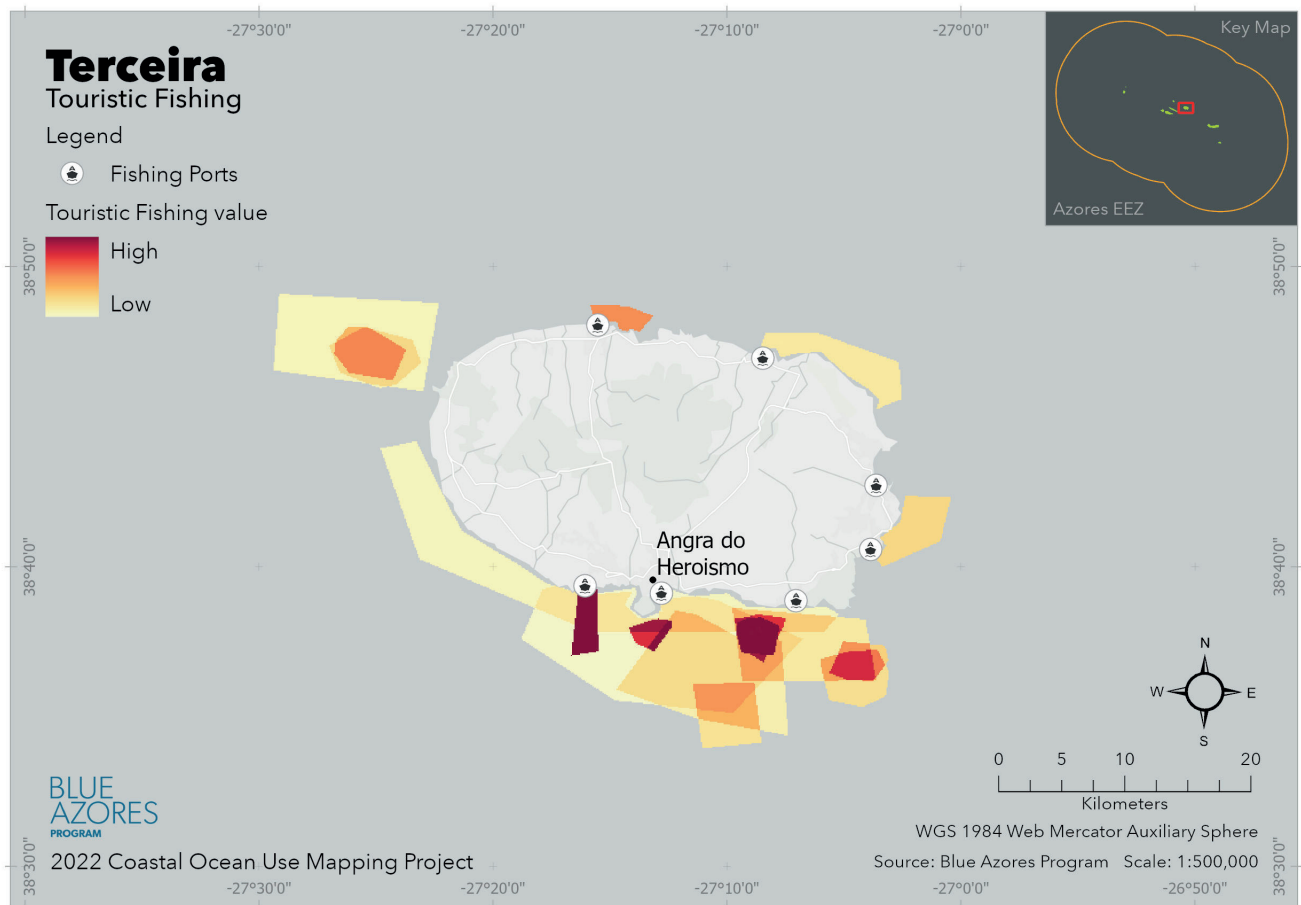 -27°30'0"
-27°20'0"
-27°10'0"
-27°0'0"
Key Map
Azores EEZ
Terceira
Touristic Fishing
Legend
Fishing Ports
Touristic Fishing value
High
Low
38°50'0"
38°50'0"
38°40'0"
38°40'0"
38°30'0"
38°30'0"
Angra do
Heroismo
N
W
E
S
0 5 10 20
Kilometers
WGS 1984 Web Mercator Auxiliary Sphere
Source: Blue Azores Program Scale: 1:500,000
BLUE
AZORES
PROGRAM
2022 Coastal Ocean Use Mapping Project
-27°30'0"
-27°20'0"
-27°10'0"
-27°0'0"
-26°50'0"